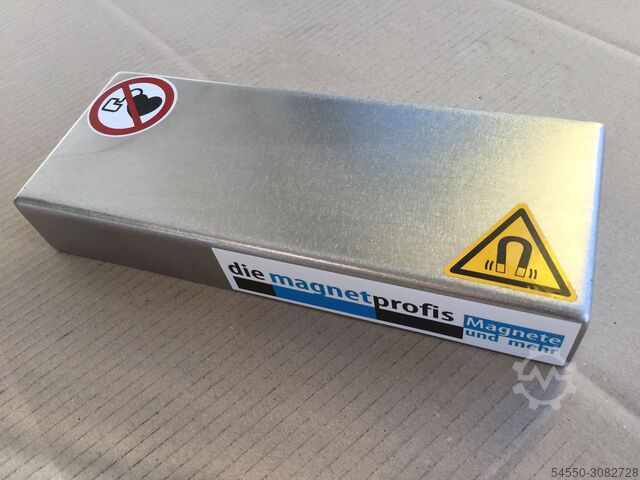 die magnetprofis
Magnete
und mehr
54550-3082728